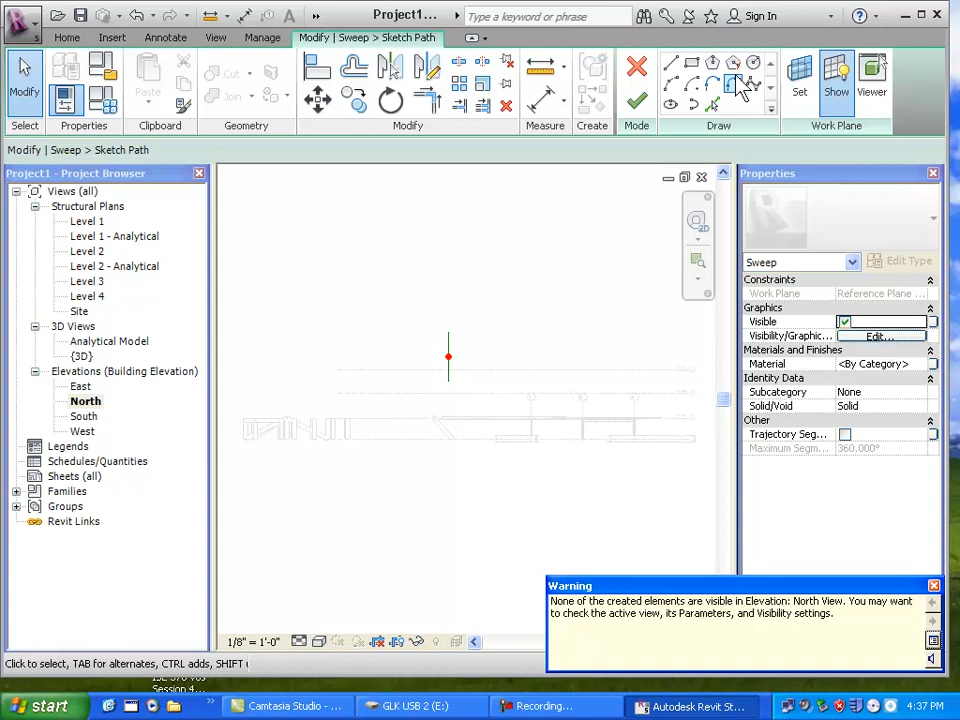 Project1...
Type a keyword or phrase
Sign In
Home
Insert
Annotate
View
Manage
Modify | Sweep > Sketch Path
Modify
Paste
Cut
Join
Set
Show
Viewer
Select
Properties
Clipboard
Geometry
Modify
Measure
Create
Mode
Draw
Work Plane
Modify | Sweep > Sketch Path
Project1 - Project Browser
Views (all)
Structural Plans
Level 1
Level 1 - Analytical
Level 2
Level 2 - Analytical
Level 3
Level 4
Site
3D Views
Analytical Model
{3D}
Elevations (Building Elevation)
East
North
South
West
Legends
Schedules/Quantities
Sheets (all)
Families
Groups
Revit Links
2D
Properties
Sweep
Edit Type
Constraints
Work Plane
Reference Plane ...
Graphics
Visible
Visibility/Graphic...
Edit...
Materials and Finishes
Material
<By Category>
Identity Data
Subcategory
None
Solid/Void
Solid
Other
Trajectory Seg...
Maximum Segm...
360.000°
Warning
None of the created elements are visible in Elevation: North View. You may want
to check the active view, its Parameters, and Visibility settings.
1/8" = 1'-0"
Click to select, TAB for alternates, CTRL adds, SHIFT
Session 4...
start
Camtasia Studio - ...
GLK USB 2 (E:)
Recording...
Autodesk Revit St...
4:37 PM